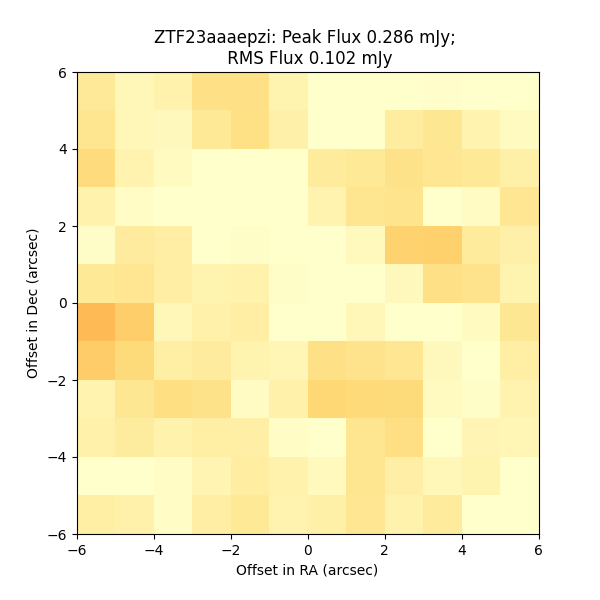 ZTF23aaaepzi: Peak Flux 0.286 mJy;
RMS Flux 0.102 mJy
6
4
2
0
−2
−4
−6
Offset in Dec (arcsec)
−6 −4 −2 0 2 4 6
Offset in RA (arcsec)